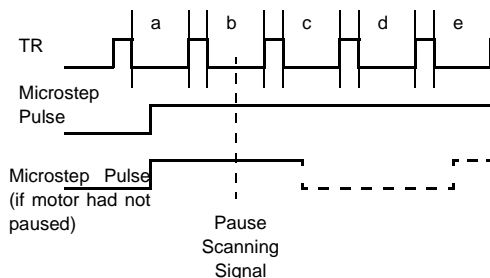 a b c d e
TR
Microstep
Pulse
Microstep Pulse
(if motor had not
paused)
Pause
Scanning
Signal